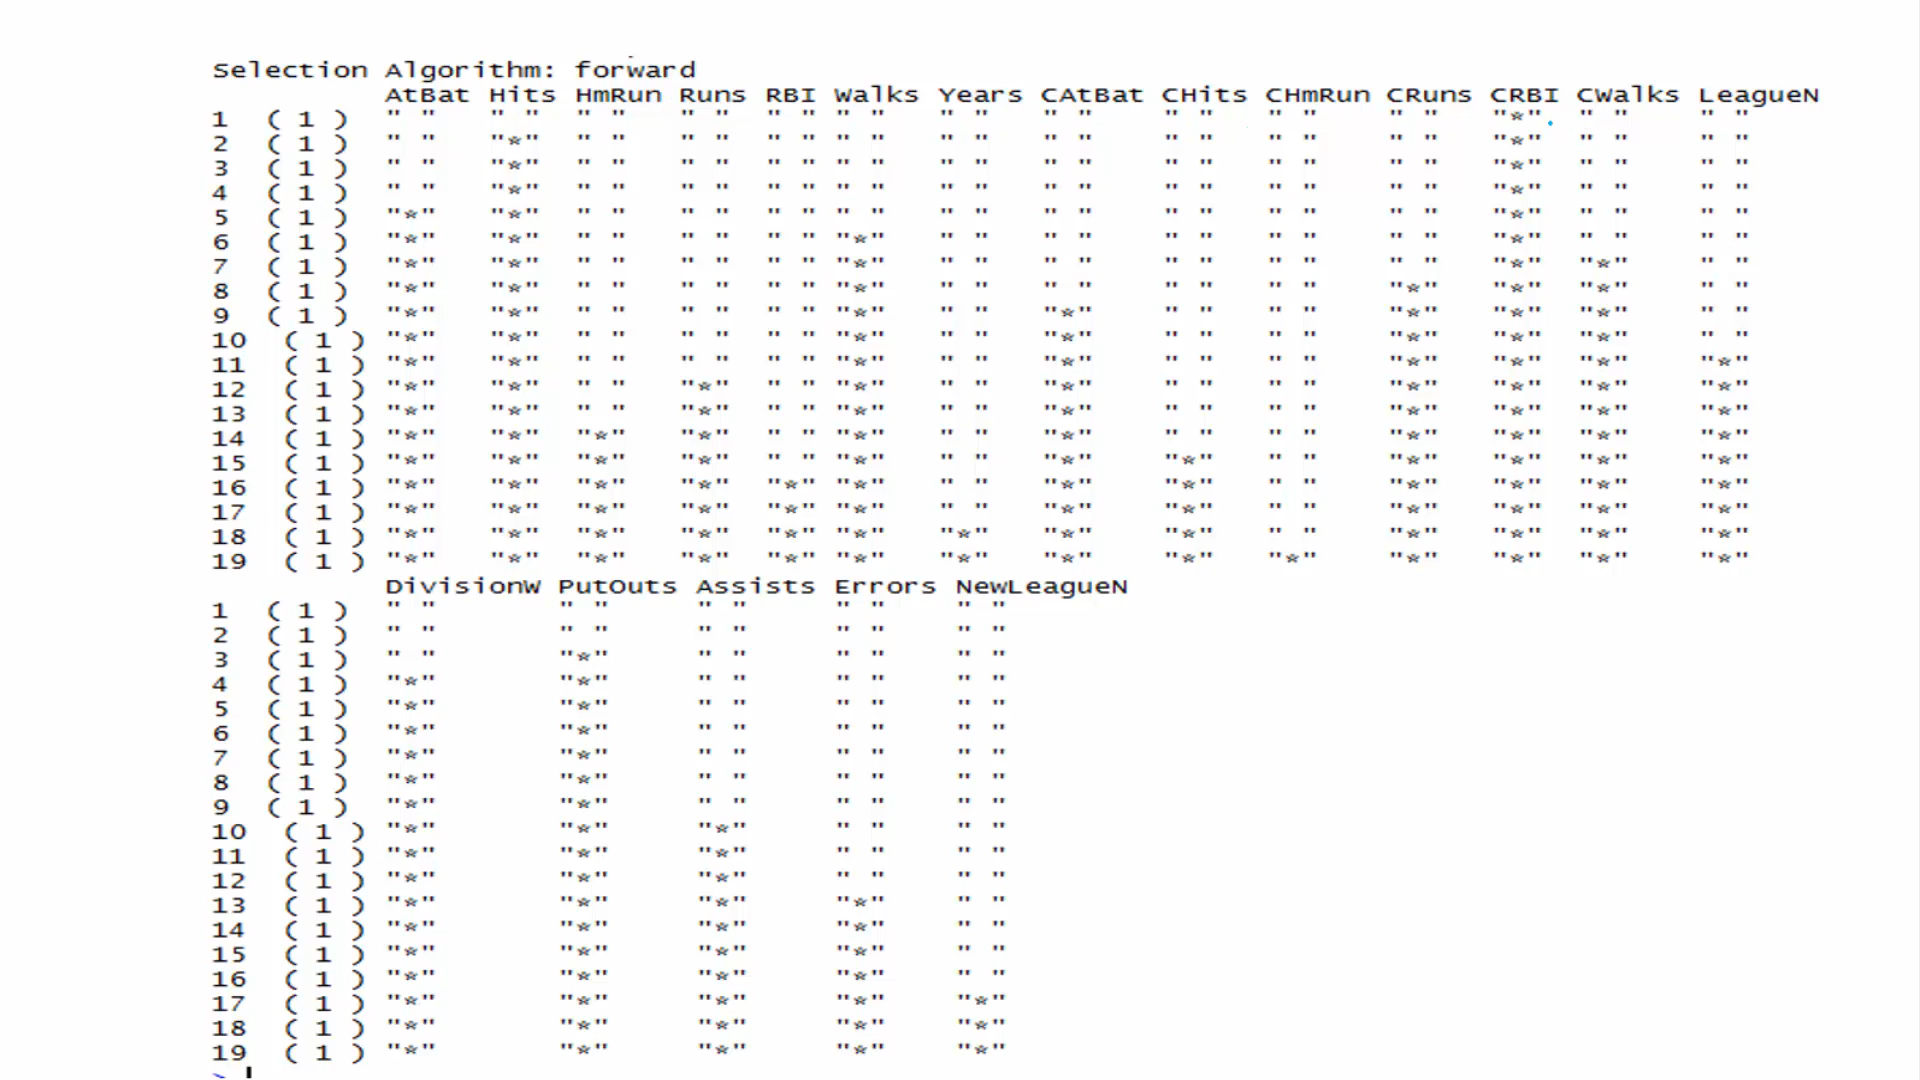 Selection Algorithm: forward
AtBat Hits HmRun Runs RBI Walks Years CAtBat CHits CHmRun CRuns CRBI CWalks LeagueN
1 ( 1 ) " " " " " " " " " " " " " " " " " " " " " " "*" " " " "
2 ( 1 ) " " "*" " " " " " " " " " " " " " " " " " " "*" " " " "
3 ( 1 ) " " "*" " " " " " " " " " " " " " " " " " " "*" " " " "
4 ( 1 ) " " "*" " " " " " " " " " " " " " " " " " " "*" " " " "
5 ( 1 ) "*" "*" " " " " " " " " " " " " " " " " " " "*" " " " "
6 ( 1 ) "*" "*" " " " " " " "*" " " " " " " " " " " "*" " " " "
7 ( 1 ) "*" "*" " " " " " " "*" " " " " " " " " " " "*" "*" " "
8 ( 1 ) "*" "*" " " " " " " "*" " " " " " " " " "*" "*" "*" " "
9 ( 1 ) "*" "*" " " " " " " "*" " " "*" " " " " "*" "*" "*" " "
10 ( 1 ) "*" "*" " " " " " " "*" " " "*" " " " " "*" "*" "*" " "
11 ( 1 ) "*" "*" " " " " " " "*" " " "*" " " " " "*" "*" "*" "*"
12 ( 1 ) "*" "*" " " "*" " " "*" " " "*" " " " " "*" "*" "*" "*"
13 ( 1 ) "*" "*" " " "*" " " "*" " " "*" " " " " "*" "*" "*" "*"
14 ( 1 ) "*" "*" "*" "*" " " "*" " " "*" " " " " "*" "*" "*" "*"
15 ( 1 ) "*" "*" "*" "*" " " "*" " " "*" "*" " " "*" "*" "*" "*"
16 ( 1 ) "*" "*" "*" "*" "*" "*" " " "*" "*" " " "*" "*" "*" "*"
17 ( 1 ) "*" "*" "*" "*" "*" "*" " " "*" "*" " " "*" "*" "*" "*"
18 ( 1 ) "*" "*" "*" "*" "*" "*" "*" "*" "*" " " "*" "*" "*" "*"
19 ( 1 ) "*" "*" "*" "*" "*" "*" "*" "*" "*" "*" "*" "*" "*" "*"
DivisionW PutOuts Assists Errors NewLeagueN
1 ( 1 ) " " " " " " " " " "
2 ( 1 ) " " " " " " " " " "
3 ( 1 ) " " "*" " " " " " "
4 ( 1 ) "*" "*" " " " " " "
5 ( 1 ) "*" "*" " " " " " "
6 ( 1 ) "*" "*" " " " " " "
7 ( 1 ) "*" "*" " " " " " "
8 ( 1 ) "*" "*" " " " " " "
9 ( 1 ) "*" "*" " " " " " "
10 ( 1 ) "*" "*" "*" " " " "
11 ( 1 ) "*" "*" "*" " " " "
12 ( 1 ) "*" "*" "*" " " " "
13 ( 1 ) "*" "*" "*" "*" " "
14 ( 1 ) "*" "*" "*" "*" " "
15 ( 1 ) "*" "*" "*" "*" " "
16 ( 1 ) "*" "*" "*" "*" " "
17 ( 1 ) "*" "*" "*" "*" "*"
18 ( 1 ) "*" "*" "*" "*" "*"
19 ( 1 ) "*" "*" "*" "*" "*"
>